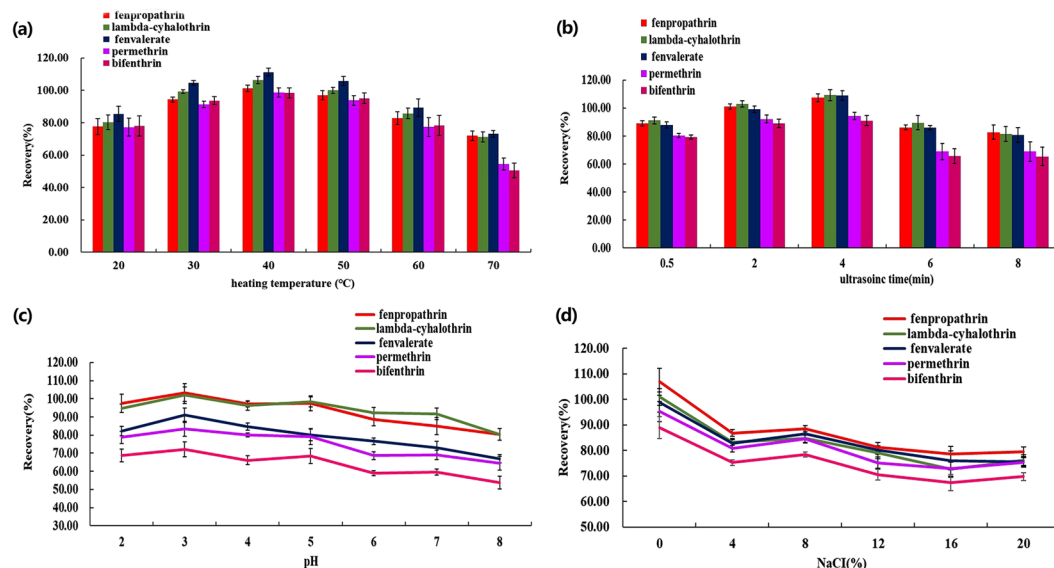 (a)
fenpropathrin
lambda-cyhalothrin
fenvalerate
permethrin
bifenthrin
120.00
100.00
80.00
60.00
40.00
20.00
0.00
Recovery(%)
20 30 40 50 60 70
heating temperature (°C)
(b)
fenpropathrin
lambda-cyhalothrin
fenvalerate
permethrin
bifenthrin
120.00
100.00
80.00
60.00
40.00
20.00
0.00
Recovery(%)
0.5 2 4 6 8
ultrasoinc time(min)
(c)
fenpropathrin
lambda-cyhalothrin
fenvalerate
permethrin
bifenthrin
120.00
110.00
100.00
90.00
80.00
70.00
60.00
50.00
40.00
30.00
Recovery(%)
2 3 4 5 6 7 8
pH
(d)
fenpropathrin
lambda-cyhalothrin
fenvalerate
permethrin
bifenthrin
120.00
110.00
100.00
90.00
80.00
70.00
60.00
50.00
Recovery(%)
0 4 8 12 16 20
NaCI(%)